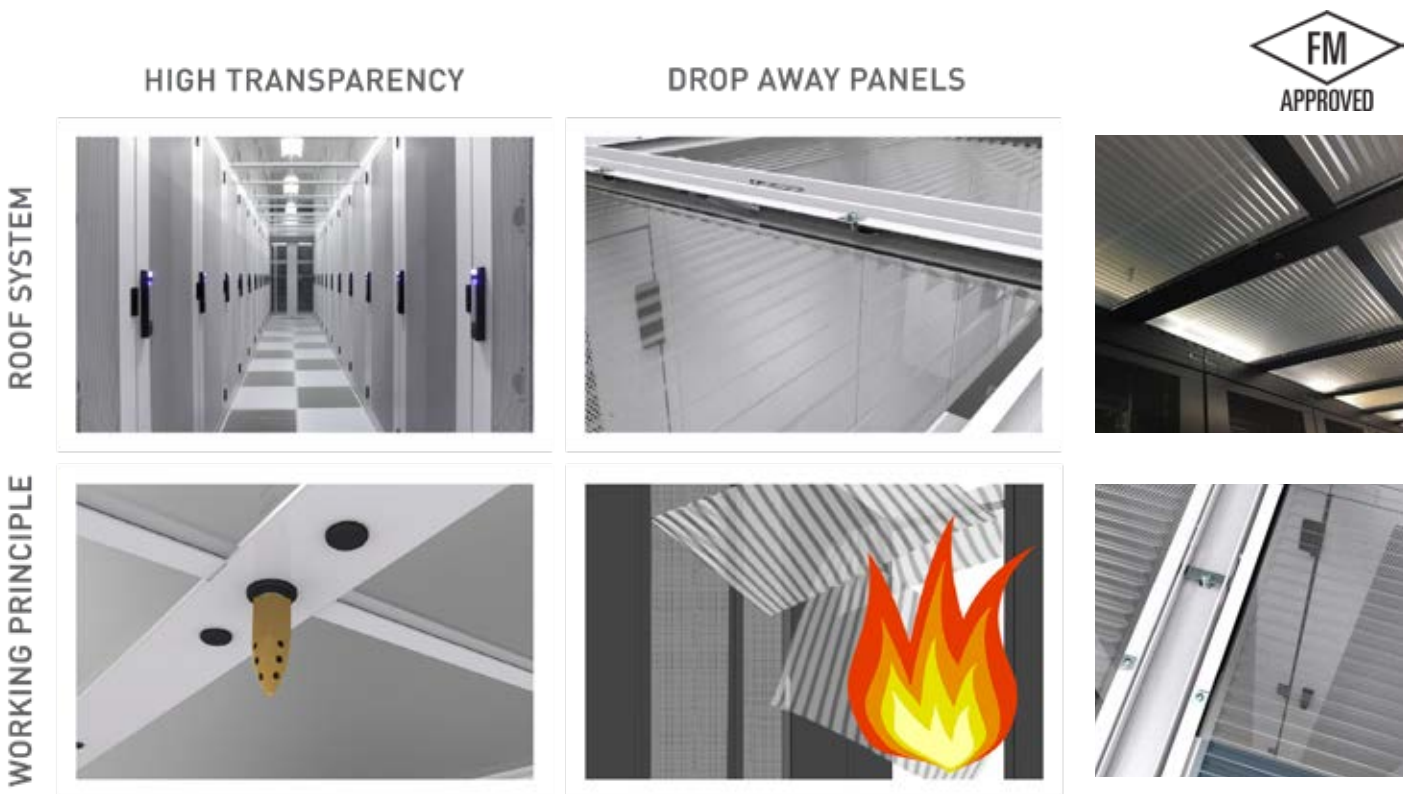 FM
APPROVED
HIGH TRANSPARENCY
DROP AWAY PANELS
ROOF SYSTEM
WORKING PRINCIPLE